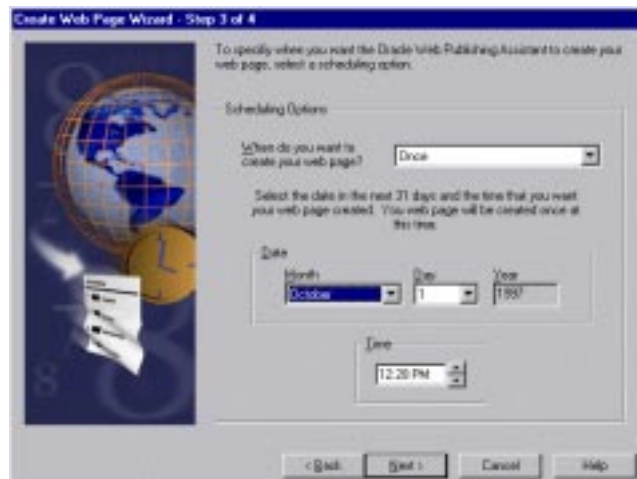 Create Web Page Wizard - Step 3 of 4
To specify when you want the Oracle Web Publishing Assistant to create your
web page, select a scheduling option.
Scheduling Options
When do you want to
create your web page?
Once
Select the date in the next 31 days and the time that you want
your web page created. You web page will be created once at
this time.
Date
Month Day Year
October 1 1997
Time
12:20 PM
< Back Next > Cancel Help